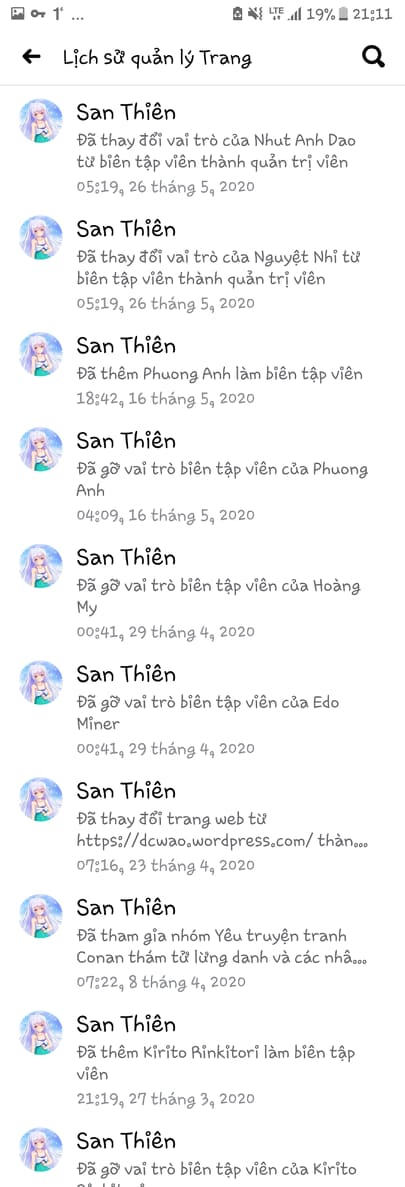 1 ...
LTE 19% 21:11
Lịch sử quản lý Trang
San Thiên
Đã thay đổi vai trò của Nhut Anh Dao
từ biên tập viên thành quản trị viên
05:19, 26 tháng 5, 2020
San Thiên
Đã thay đổi vai trò của Nguyệt Nhi từ
biên tập viên thành quản trị viên
05:19, 26 tháng 5, 2020
San Thiên
Đã thêm Phuong Anh làm biên tập viên
18:42, 16 tháng 5, 2020
San Thiên
Đã gỡ vai trò biên tập viên của Phuong
Anh
04:09, 16 tháng 5, 2020
San Thiên
Đã gỡ vai trò biên tập viên của Hoàng
My
00:41, 29 tháng 4, 2020
San Thiên
Đã gỡ vai trò biên tập viên của Edo
Miner
00:41, 29 tháng 4, 2020
San Thiên
Đã thay đổi trang web từ
https://dcwao.wordpress.com/ thàn...
07:16, 23 tháng 4, 2020
San Thiên
Đã tham gia nhóm Yêu truyện tranh
Conan thám tử lừng danh và các nhâ...
07:22, 8 tháng 4, 2020
San Thiên
Đã thêm Kirito Rinkitori làm biên tập
viên
21:19, 27 tháng 3, 2020
San Thiên
Đã gỡ vai trò biên tập viên của Kirito